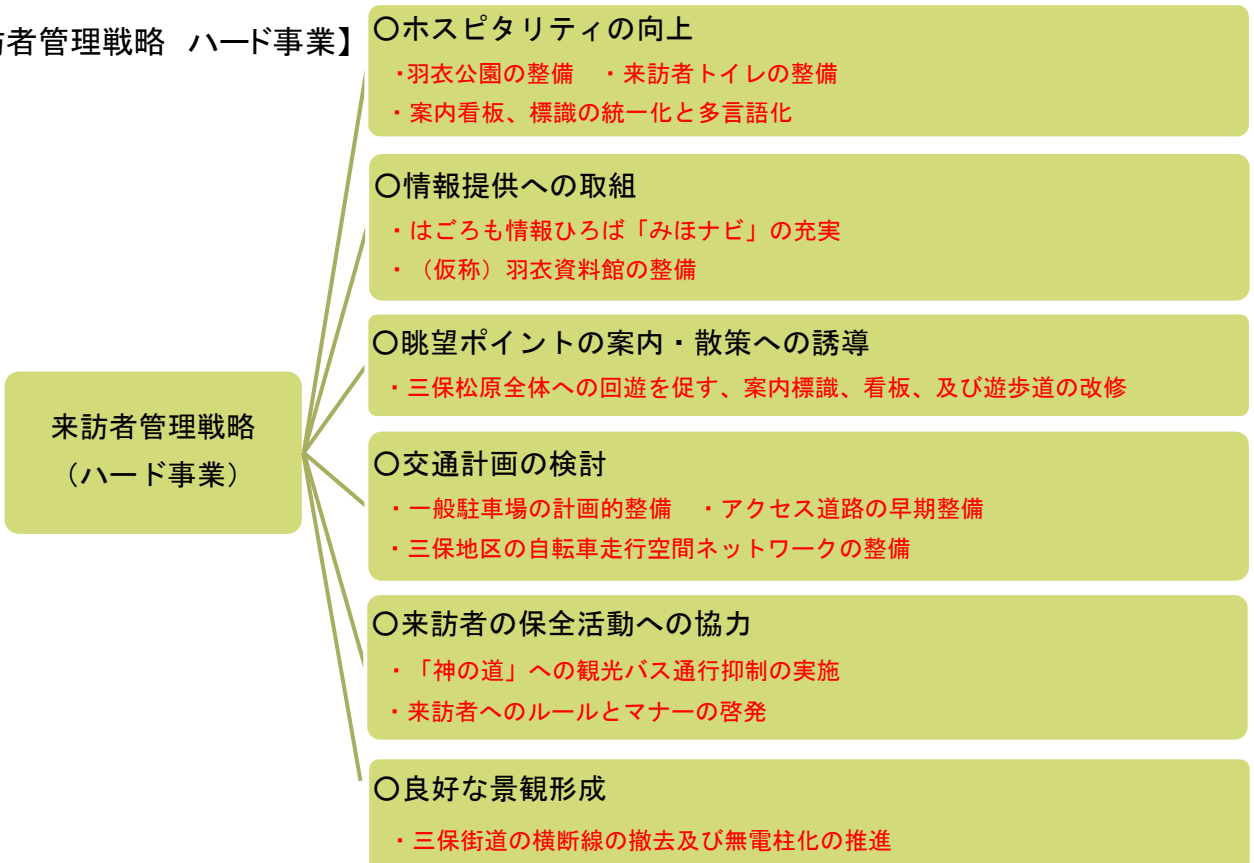 者管理戦略 ハード事業】
〇ホスピタリティの向上
・羽衣公園の整備 ・来訪者トイレの整備
・案内看板、標識の統一化と多言語化
〇情報提供への取組
・はごろも情報ひろば「みほナビ」の充実
・（仮称）羽衣資料館の整備
〇眺望ポイントの案内・散策への誘導
・三保松原全体への回遊を促す、案内標識、看板、及び遊歩道の改修
来訪者管理戦略
（ハード事業）
〇交通計画の検討
・一般駐車場の計画的整備 ・アクセス道路の早期整備
・三保地区の自転車走行空間ネットワークの整備
〇来訪者の保全活動への協力
・「神の道」への観光バス通行抑制の実施
・来訪者へのルールとマナーの啓発
〇良好な景観形成
・三保街道の横断線の撤去及び無電柱化の推進